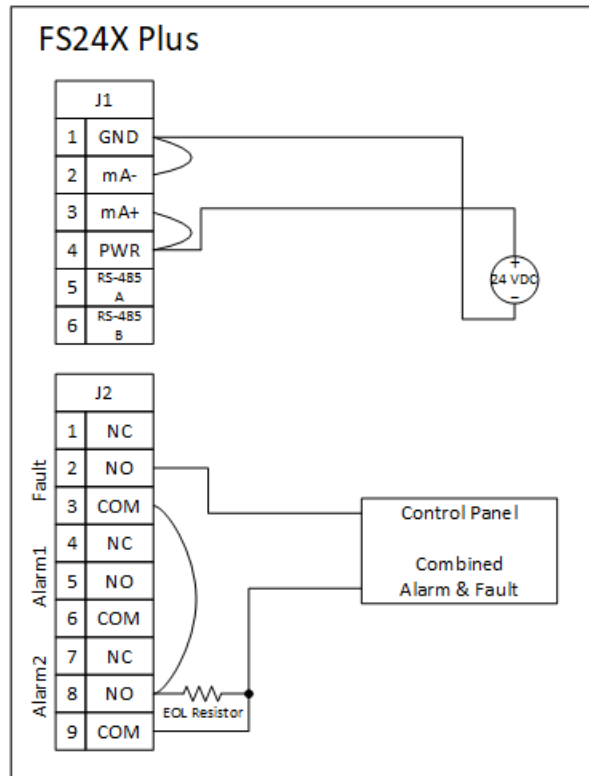 FS24X Plus
J1
1 GND
2 mA-
3 mA+
4 PWR
5 RS-485
A
6 RS-485
B
+
24 VDC
-
J2
Fault
1 NC
2 NO
3 COM
Alarm1
4 NC
5 NO
6 COM
Alarm2
7 NC
8 NO
9 COM
EOL Resistor
Control Panel
Combined
Alarm & Fault